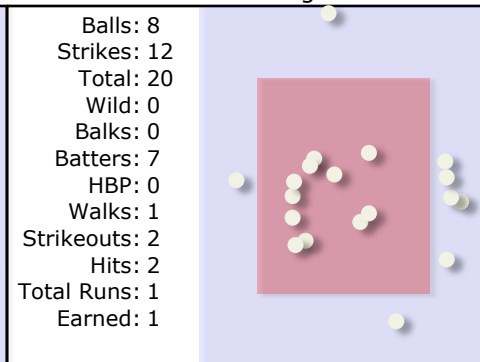 Balls: 8
Strikes: 12
Total: 20
Wild: 0
Balks: 0
Batters: 7
HBP: 0
Walks: 1
Strikeouts: 2
Hits: 2
Total Runs: 1
Earned: 1